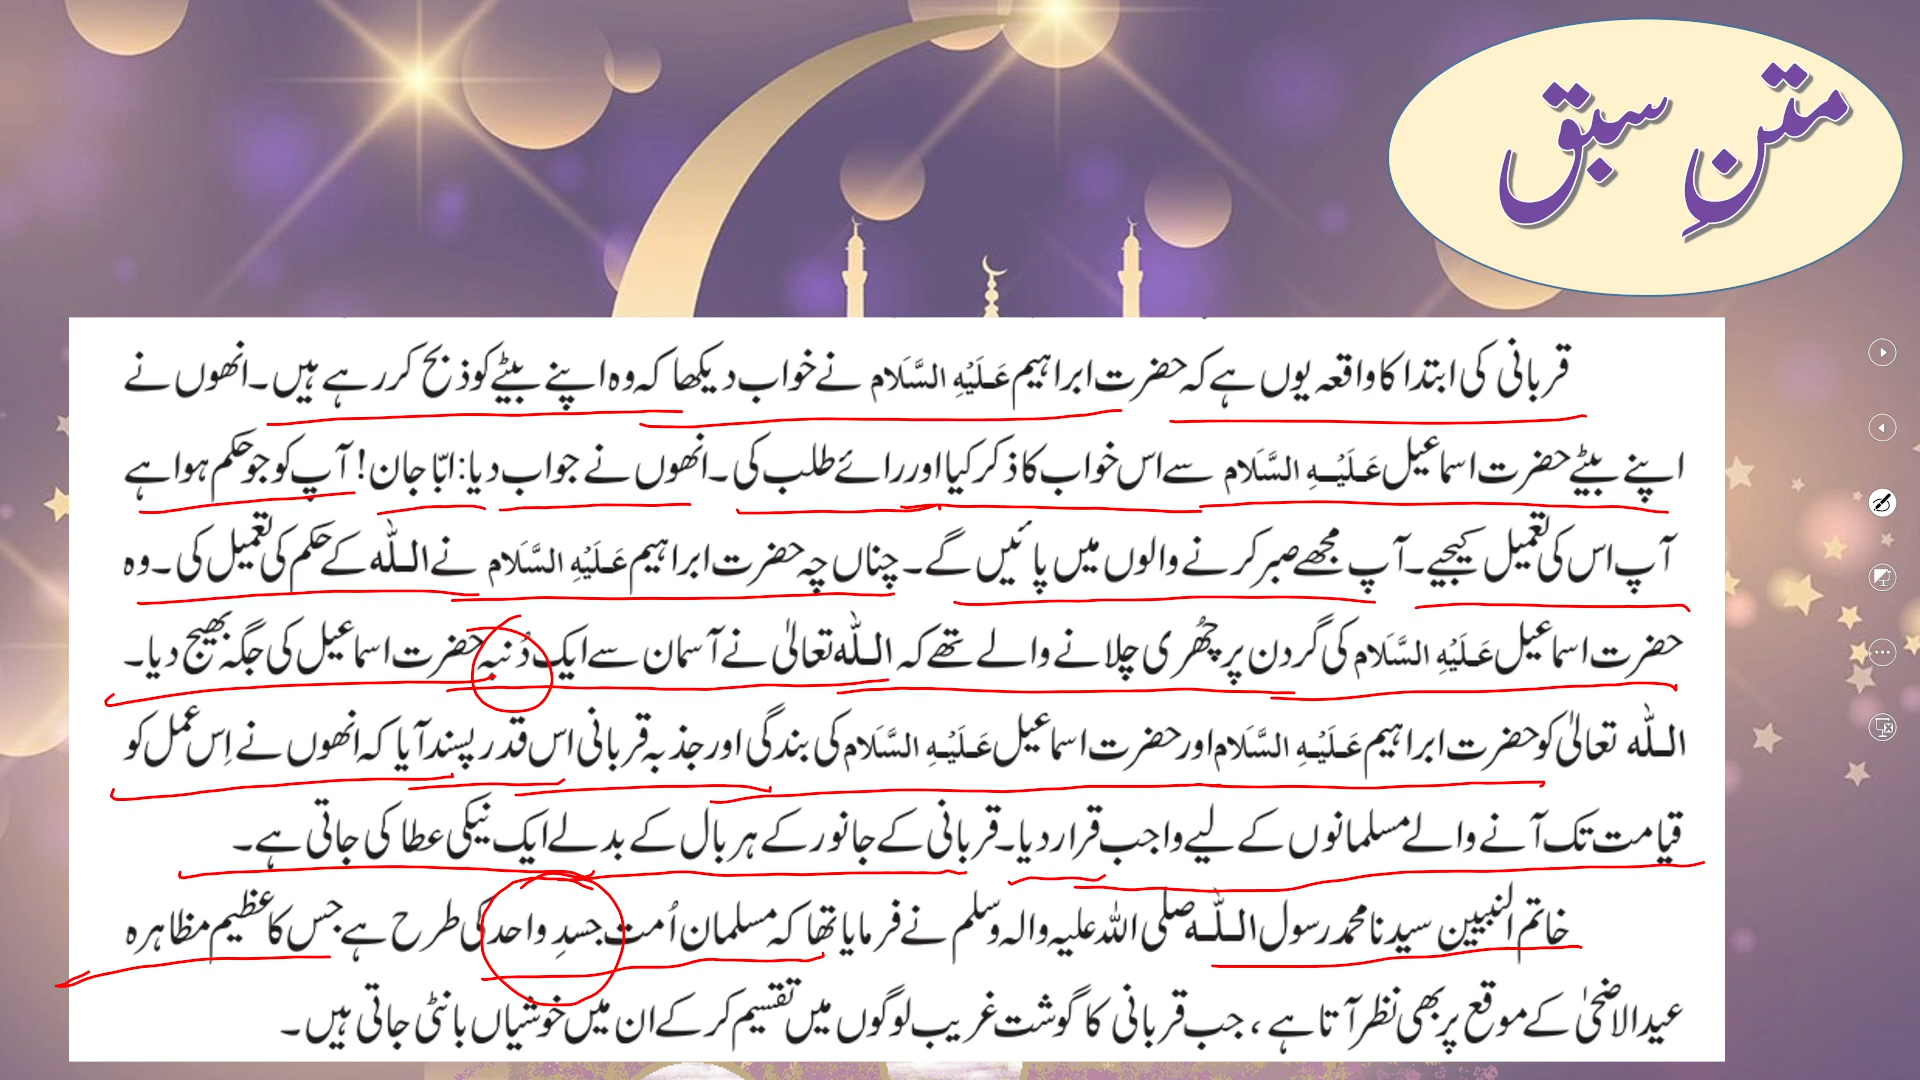 متنِ سبق
قربانی کی ابتدا کا واقعہ یوں ہے کہ حضرت ابراہیم عَلَيْهِ السَّلَام نے خواب دیکھا کہ وہ اپنے بیٹے کو ذبح کر رہے ہیں۔ انھوں نے
اپنے بیٹے حضرت اسماعیل عَلَيْهِ السَّلَام سے اس خواب کا ذکر کیا اور رائے طلب کی۔ انھوں نے جواب دیا: ابّا جان! آپ کو جو حکم ہوا ہے
آپ اس کی تعمیل کیجیے۔ آپ مجھے صبر کرنے والوں میں پائیں گے۔ چناں چہ حضرت ابراہیم عَلَيْهِ السَّلَام نے اللہ کے حکم کی تعمیل کی۔ وہ
حضرت اسماعیل عَلَيْهِ السَّلَام کی گردن پر چُھری چلانے والے تھے کہ اللہ تعالیٰ نے آسمان سے ایک دُنبہ حضرت اسماعیل کی جگہ بھیج دیا۔
اللہ تعالیٰ کو حضرت ابراہیم عَلَيْهِ السَّلَام اور حضرت اسماعیل عَلَيْهِ السَّلَام کی بندگی اور جذبہ قربانی اس قدر پسند آیا کہ انھوں نے اِس عمل کو
قیامت تک آنے والے مسلمانوں کے لیے واجب قرار دیا۔ قربانی کے جانور کے ہر بال کے بدلے ایک نیکی عطا کی جاتی ہے۔
خاتم النبیین سیدنا محمد رسول اللہ صلی اللہ علیہ والہ وسلم نے فرمایا تھا کہ مسلمان اُمت جسدِ واحد کی طرح ہے جس کا عظیم مظاہرہ
عیدالاضحیٰ کے موقع پر بھی نظر آتا ہے، جب قربانی کا گوشت غریب لوگوں میں تقسیم کر کے ان میں خوشیاں بانٹی جاتی ہیں۔